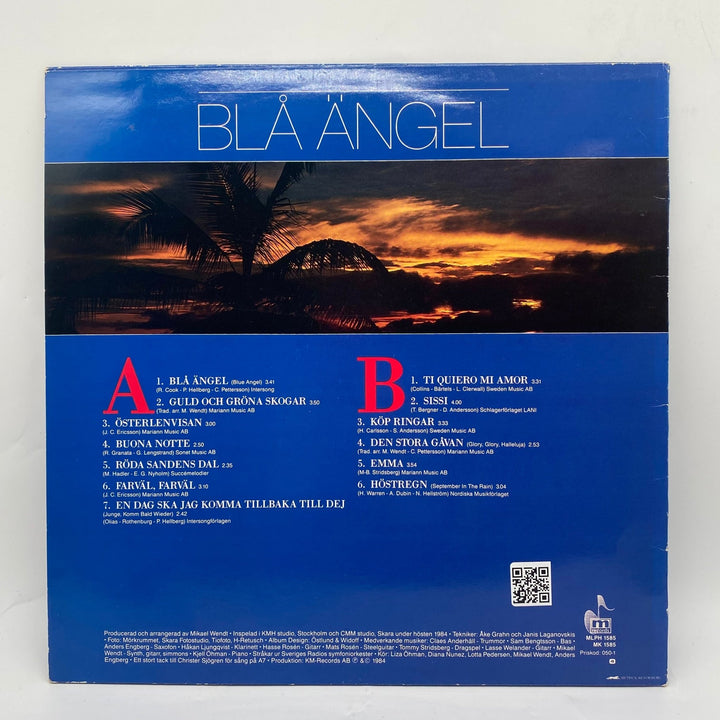 BLÅ ÄNGEL
A
1. BLÅ ÄNGEL (Blue Angel) 3.41
(R. Cook - P. Hellberg - C. Pettersson) Intersong
2. GULD OCH GRÖNA SKOGAR 3.50
(Trad. arr. M. Wendt) Mariann Music AB
3. ÖSTERLENVISAN 3.00
(J. C. Ericsson) Mariann Music AB
4. BUONA NOTTE 2.50
(R. Granata - G. Lengstrand) Sonet Music AB
5. RÖDA SANDENS DAL 2.35
(M. Hadler - E. G. Nyholm) Succémelodier
6. FARVÄL, FARVÄL 3.10
(J. C. Ericsson) Mariann Music AB
7. EN DAG SKA JAG KOMMA TILLBAKA TILL DEJ
(Junge, Komm Bald Wieder) 2.42
(Olias - Rothenburg - P. Hellberg) Intersongförlagen
B
1. TI QUIERO MI AMOR 3.31
(Collins - Bårtels - L. Clerwall) Sweden Music AB
2. SISSI 4.00
(T. Bergner - D. Andersson) Schlagerförlaget LANI
3. KÖP RINGAR 3.33
(H. Carlsson - S. Andersson) Sweden Music AB
4. DEN STORA GÅVAN (Glory, Glory, Halleluja) 2.53
(Trad. arr. M. Wendt - C. Pettersson) Mariann Music AB
5. EMMA 3.54
(M-B. Stridsberg) Mariann Music AB
6. HÖSTREGN (September In The Rain) 3.04
(H. Warren - A. Dubin - N. Hellström) Nordiska Musikförlaget
m
records
MLPH 1585
MK 1585
Priskod: 050-1
Producerad och arrangerad av Mikael Wendt • Inspelad i KMH studio, Stockholm och CMM studio, Skara under hösten 1984 • Tekniker: Åke Grahn och Janis Laganovskis
• Foto: Mörkrummet, Skara Fotostudio, Tiofoto, H-Retusch • Album Design: Östlund & Widoff • Medverkande musiker: Claes Anderhäll - Trummor • Sam Bengtsson - Bas •
Anders Engberg - Saxofon • Håkan Ljungqvist - Klarinett • Hasse Rosén - Gitarr • Mats Rosén - Steelguitar • Tommy Stridsberg - Dragspel • Lasse Welander - Gitarr • Mikael
Wendt - Synth, gitarr, simmons • Kjell Öhman - Piano • Stråkar ur Sveriges Radios symfoniorkester • Kör: Liza Öhman, Diana Nunez, Lotta Pedersen, Mikael Wendt, Anders
Engberg • Ett stort tack till Christer Sjögren för sång på A7 • Produktion: KM-Records AB Ⓟ & © 1984